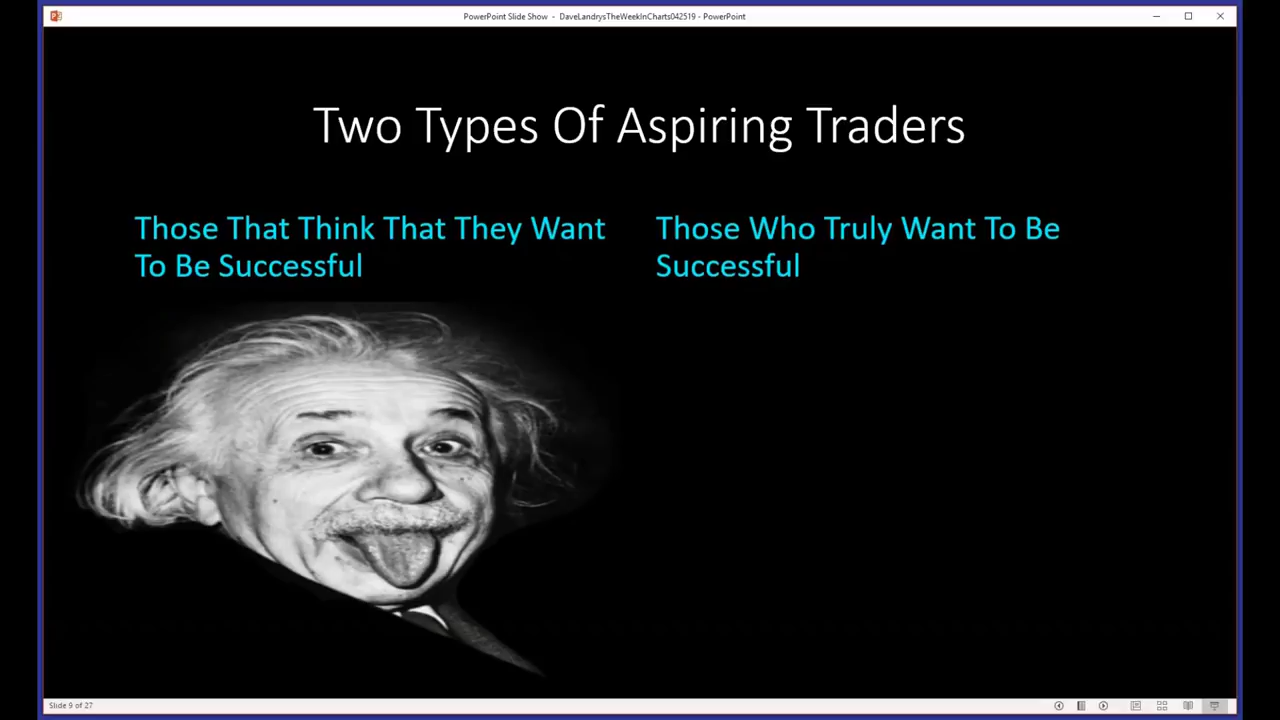 PowerPoint Slide Show - DaveLandrysTheWeekInCharts042519 - PowerPoint
Two Types Of Aspiring Traders
Those That Think That They Want
To Be Successful
Those Who Truly Want To Be
Successful
Slide 9 of 27